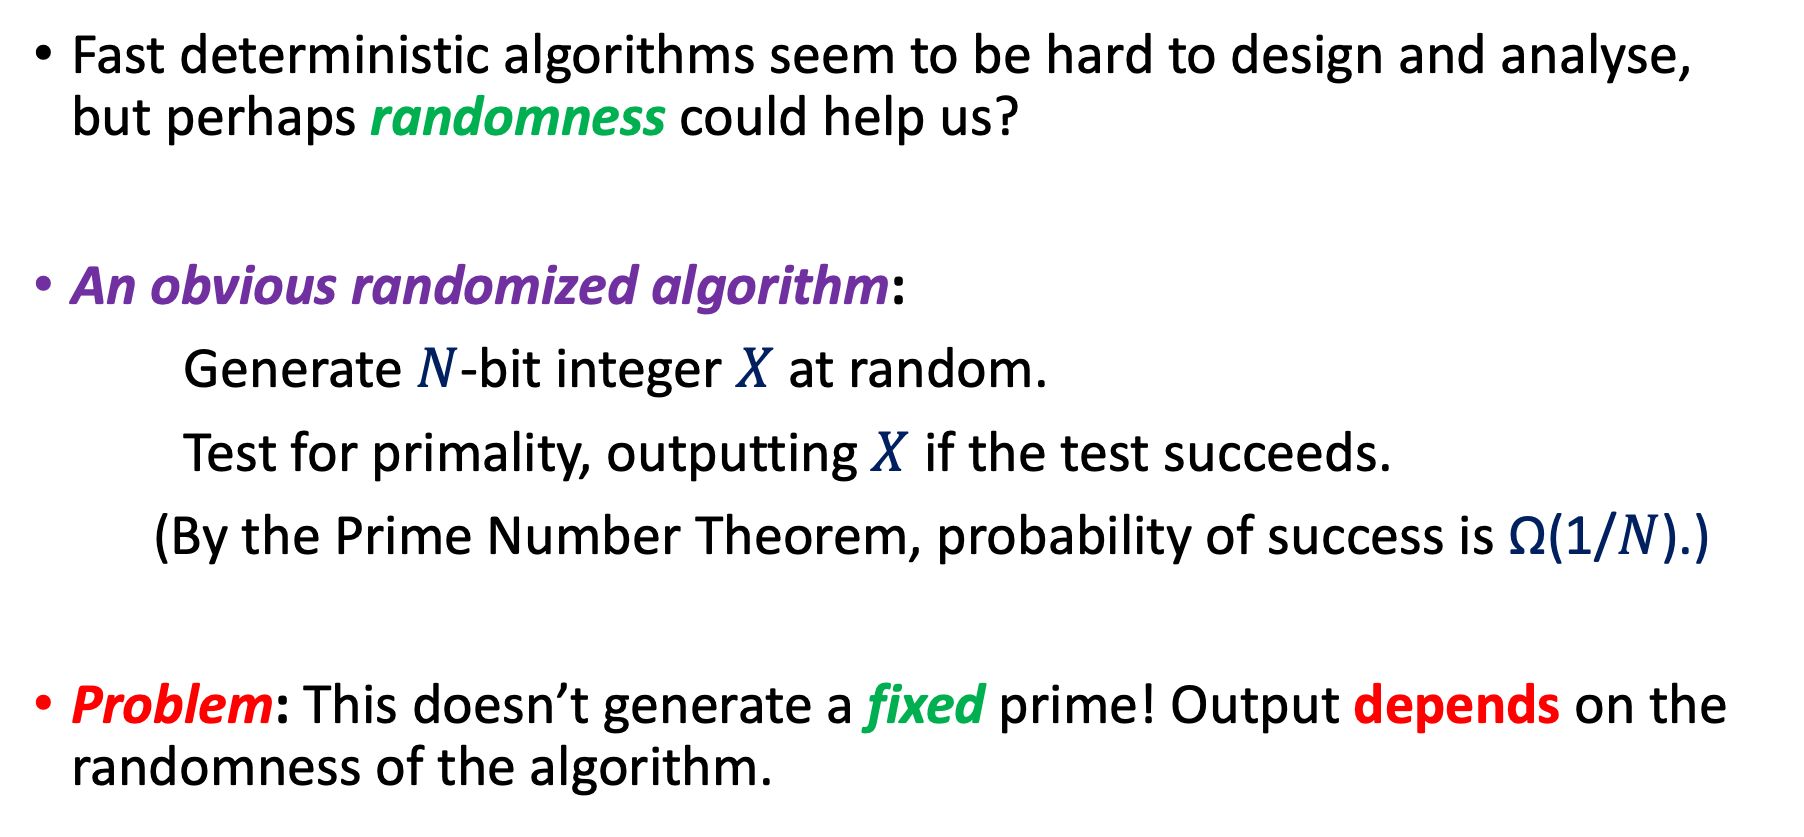 • Fast deterministic algorithms seem to be hard to design and analyse,
but perhaps randomness could help us?
• An obvious randomized algorithm:
Generate N-bit integer X at random.
Test for primality, outputting X if the test succeeds.
(By the Prime Number Theorem, probability of success is Ω(1/N).)
• Problem: This doesn’t generate a fixed prime! Output depends on the
randomness of the algorithm.